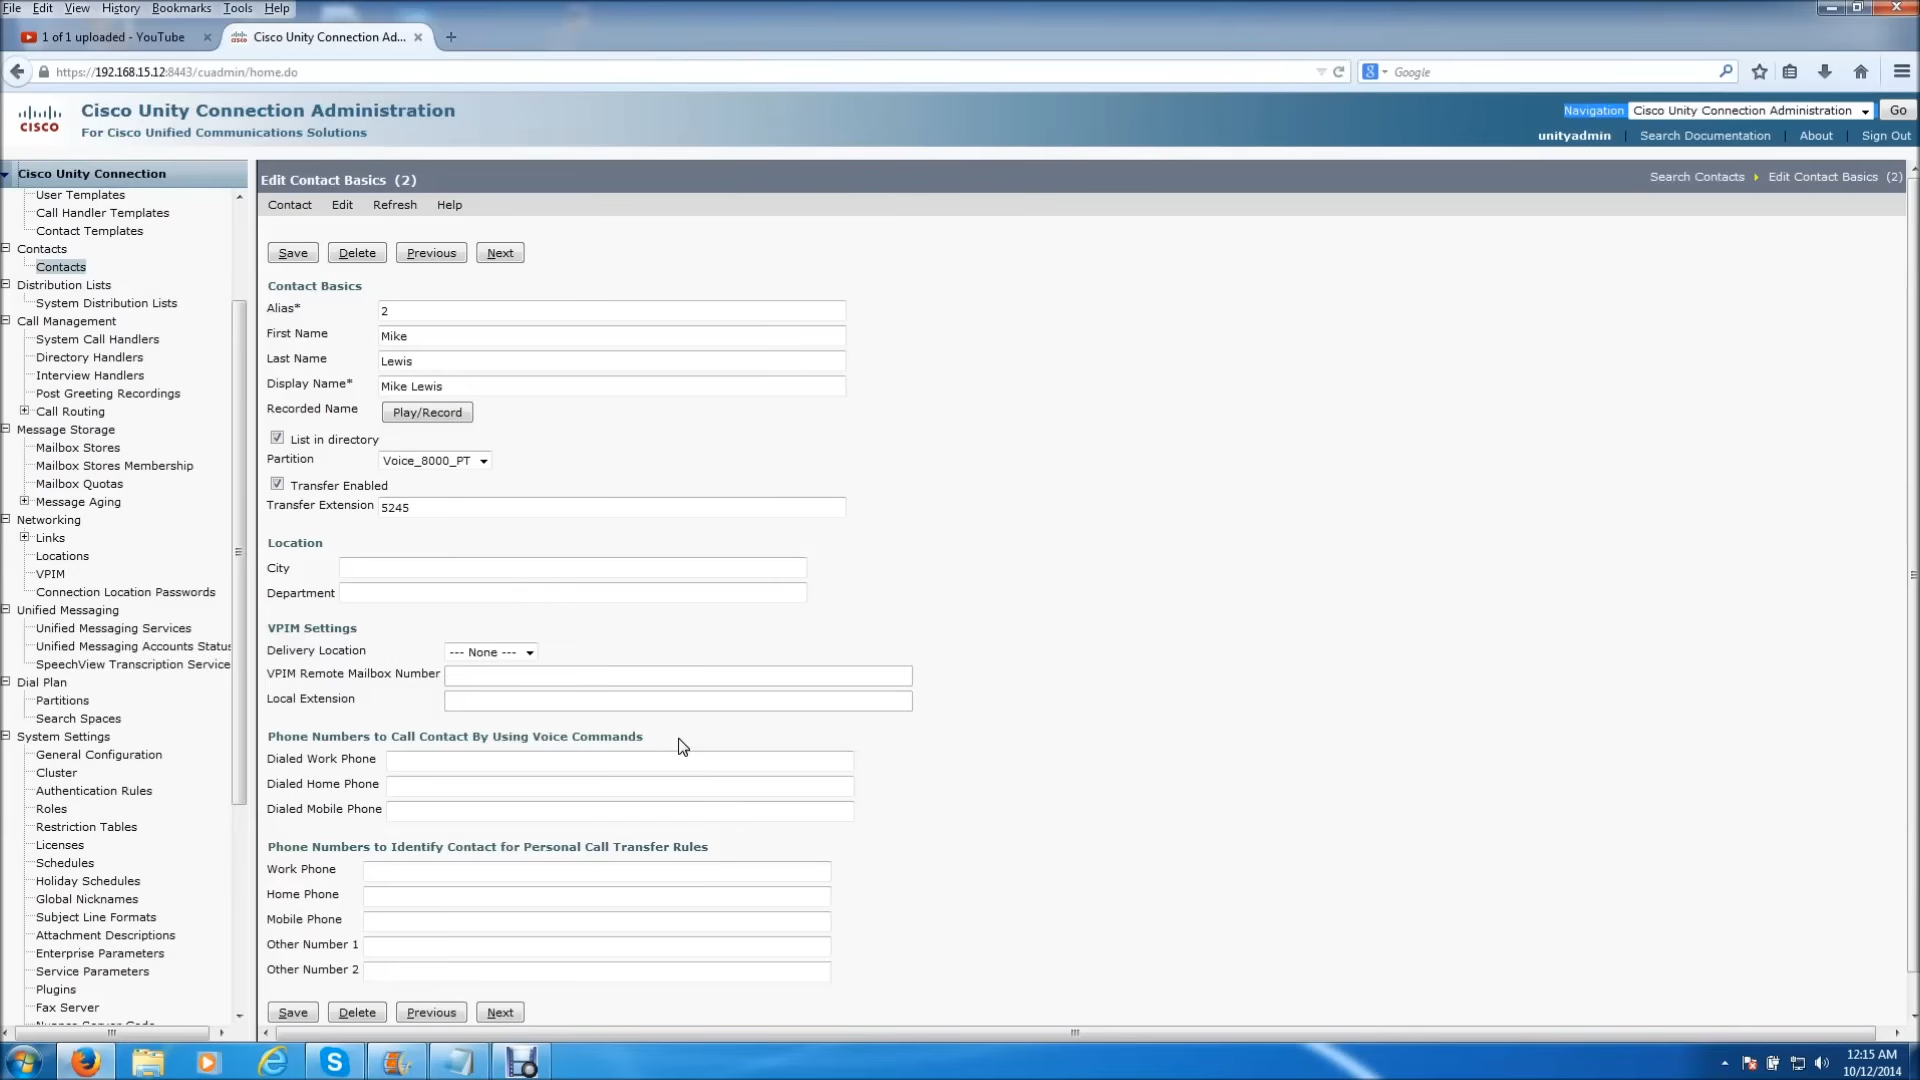 File Edit View History Bookmarks Tools Help
1 of 1 uploaded - YouTube × Cisco Unity Connection Ad... × +
https://192.168.15.12:8443/cuadmin/home.do
Google
CISCO
Cisco Unity Connection Administration
For Cisco Unified Communications Solutions
Navigation Cisco Unity Connection Administration Go
unityadmin | Search Documentation | About | Sign Out
Cisco Unity Connection
User Templates
Call Handler Templates
Contact Templates
Contacts
Contacts
Distribution Lists
System Distribution Lists
Call Management
System Call Handlers
Directory Handlers
Interview Handlers
Post Greeting Recordings
Call Routing
Message Storage
Mailbox Stores
Mailbox Stores Membership
Mailbox Quotas
Message Aging
Networking
Links
Locations
VPIM
Connection Location Passwords
Unified Messaging
Unified Messaging Services
Unified Messaging Accounts Status
SpeechView Transcription Service
Dial Plan
Partitions
Search Spaces
System Settings
General Configuration
Cluster
Authentication Rules
Roles
Restriction Tables
Licenses
Schedules
Holiday Schedules
Global Nicknames
Subject Line Formats
Attachment Descriptions
Enterprise Parameters
Service Parameters
Plugins
Fax Server
Edit Contact Basics (2)
Search Contacts Edit Contact Basics (2)
Contact Edit Refresh Help
Save Delete Previous Next
Contact Basics
Alias* 2
First Name Mike
Last Name Lewis
Display Name* Mike Lewis
Recorded Name Play/Record
List in directory
Partition Voice_8000_PT
Transfer Enabled
Transfer Extension 5245
Location
City
Department
VPIM Settings
Delivery Location --- None ---
VPIM Remote Mailbox Number
Local Extension
Phone Numbers to Call Contact By Using Voice Commands
Dialed Work Phone
Dialed Home Phone
Dialed Mobile Phone
Phone Numbers to Identify Contact for Personal Call Transfer Rules
Work Phone
Home Phone
Mobile Phone
Other Number 1
Other Number 2
Save Delete Previous Next
12:15 AM
10/12/2014